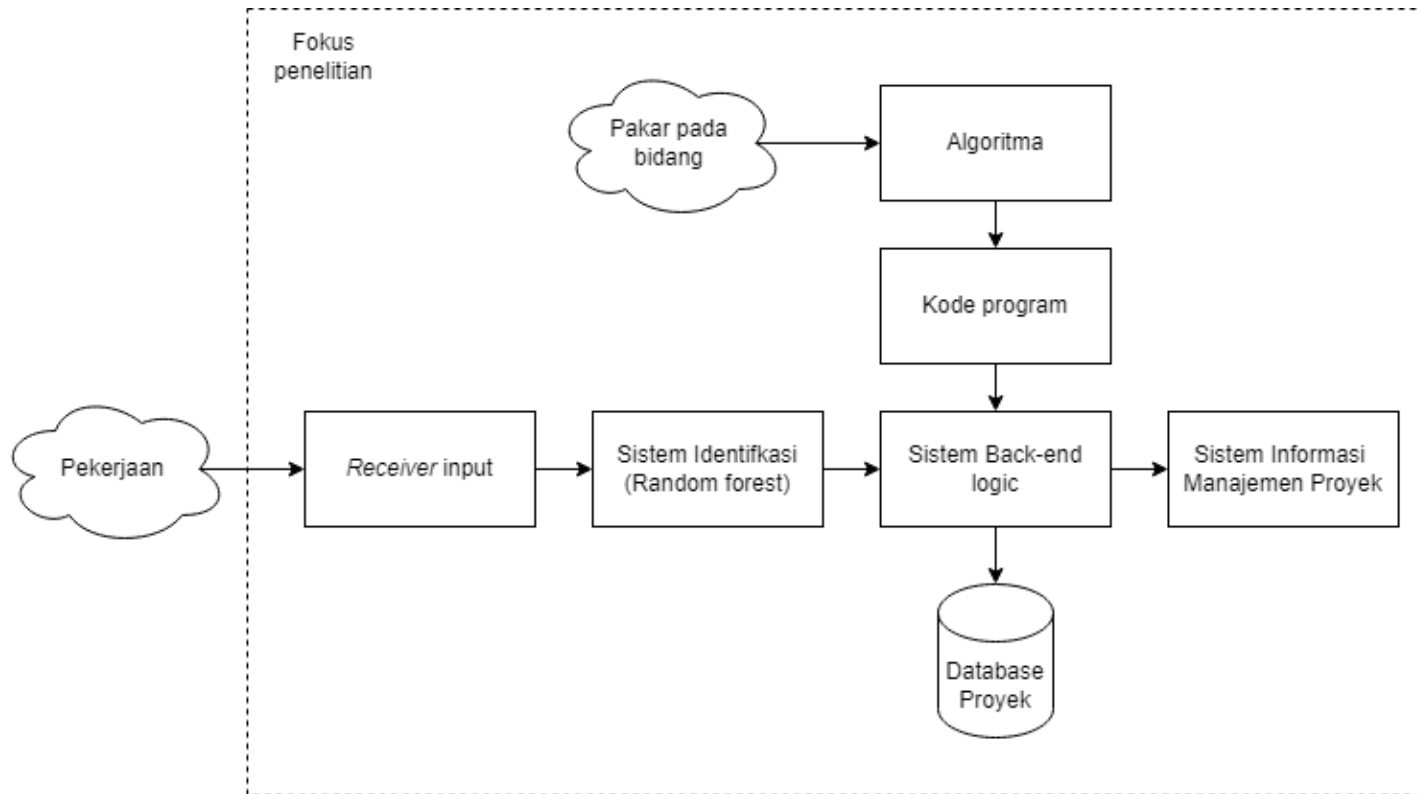 Fokus
penelitian
Pakar pada
bidang
Algoritma
Kode program
Pekerjaan
Receiver input
Sistem Identifkasi
(Random forest)
Sistem Back-end
logic
Sistem Informasi
Manajemen Proyek
Database
Proyek